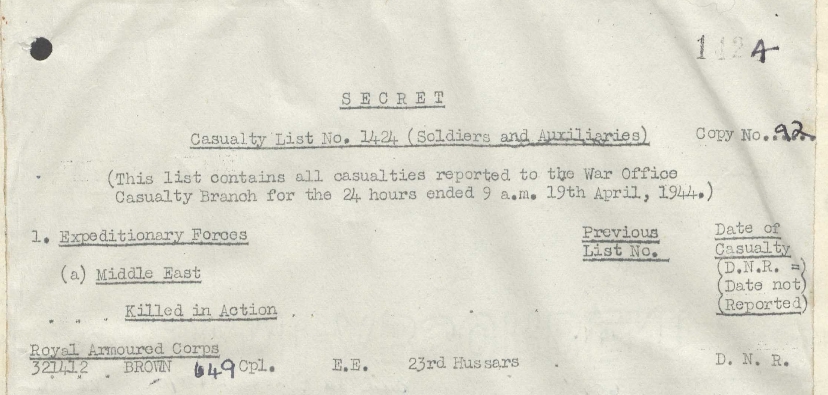 1 12 A
SECRET
Casualty List No. 1424 (Soldiers and Auxiliaries) Copy No. 92
(This list contains all casualties reported to the War Office
Casualty Branch for the 24 hours ended 9 a.m. 19th April, 1944.)
1. Expeditionary Forces Previous List No. Date of Casualty
(D.N.R. =
(a) Middle East Date not
Killed in Action Reported)
Royal Armoured Corps
321412 BROWN 649 Cpl. E.E. 23rd Hussars D. N. R.